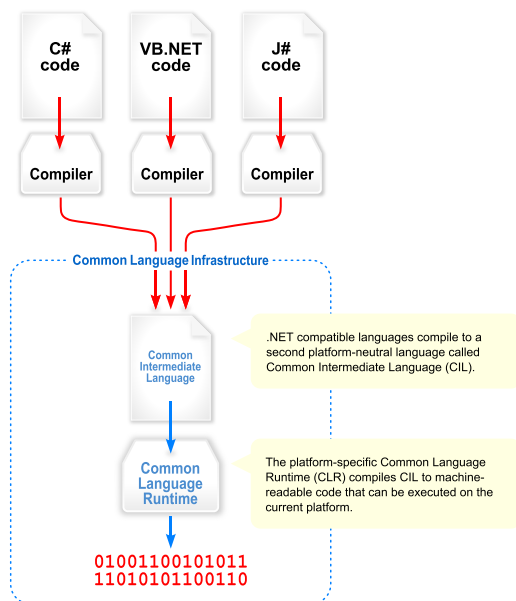 C#
code
VB.NET
code
J#
code
Compiler
Compiler
Compiler
Common Language Infrastructure
Common
Intermediate
Language
.NET compatible languages compile to a
second platform-neutral language called
Common Intermediate Language (CIL).
Common
Language
Runtime
The platform-specific Common Language
Runtime (CLR) compiles CIL to machine-
readable code that can be executed on the
current platform.
01001100101011
11010101100110